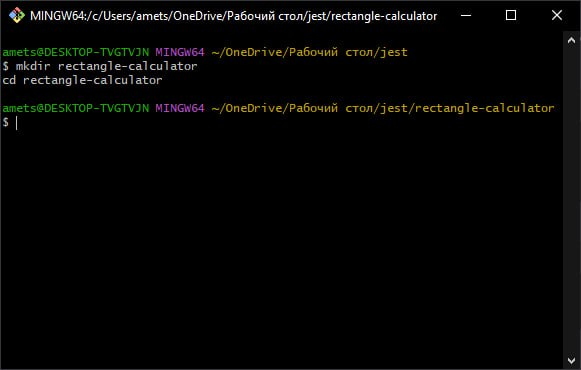 MINGW64:/c/Users/amets/OneDrive/Рабочий стол/jest/rectangle-calculator
amets@DESKTOP-TVGTVJN MINGW64 ~/OneDrive/Рабочий стол/jest
$ mkdir rectangle-calculator
cd rectangle-calculator
amets@DESKTOP-TVGTVJN MINGW64 ~/OneDrive/Рабочий стол/jest/rectangle-calculator
$